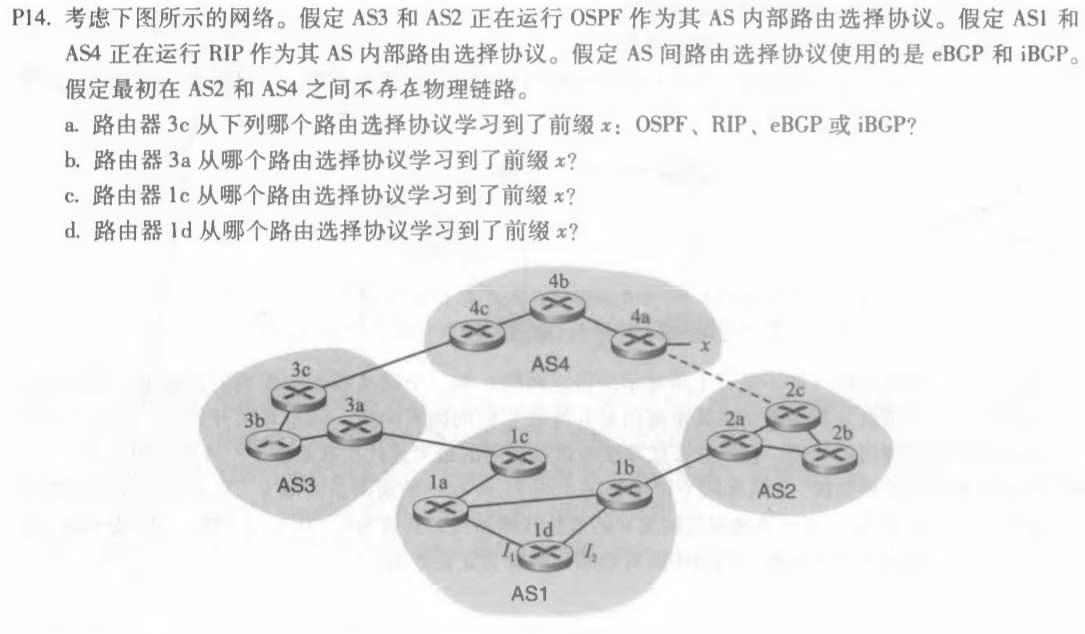 P14. 考虑下图所示的网络。假定 AS3 和 AS2 正在运行 OSPF 作为其 AS 内部路由选择协议。假定 AS1 和
AS4 正在运行 RIP 作为其 AS 内部路由选择协议。假定 AS 间路由选择协议使用的是 eBGP 和 iBGP。
假定最初在 AS2 和 AS4 之间不存在物理链路。
a. 路由器 3c 从下列哪个路由选择协议学习到了前缀 x：OSPF、RIP、eBGP 或 iBGP?
b. 路由器 3a 从哪个路由选择协议学习到了前缀 x?
c. 路由器 1c 从哪个路由选择协议学习到了前缀 x?
d. 路由器 1d 从哪个路由选择协议学习到了前缀 x?
4b
4c
4a
x
AS4
3c
3a
3b
AS3
2c
2a
2b
AS2
1c
1b
1a
1d
I₁
I₂
AS1